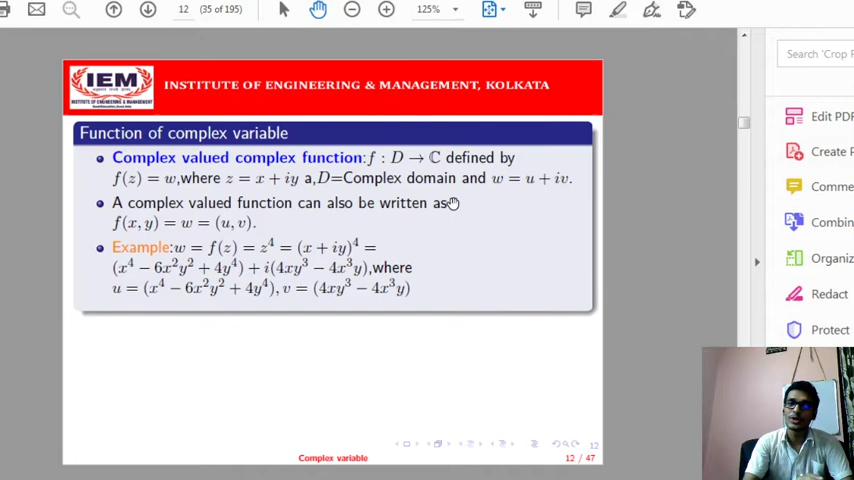 12 (35 of 195) 125%
Search 'Crop R
IEM
INSTITUTE OF ENGINEERING & MANAGEMENT, KOLKATA
Function of complex variable
Complex valued complex function:f : D → ℂ defined by
f(z) = w,where z = x + iy a,D=Complex domain and w = u + iv.
A complex valued function can also be written as
f(x, y) = w = (u, v).
Example:w = f(z) = z⁴ = (x + iy)⁴ =
(x⁴ − 6x²y² + 4y⁴) + i(4xy³ − 4x³y),where
u = (x⁴ − 6x²y² + 4y⁴), v = (4xy³ − 4x³y)
Edit PDF
Create P
Comme
Combin
Organiz
Redact
Protect
12
Complex variable 12 / 47